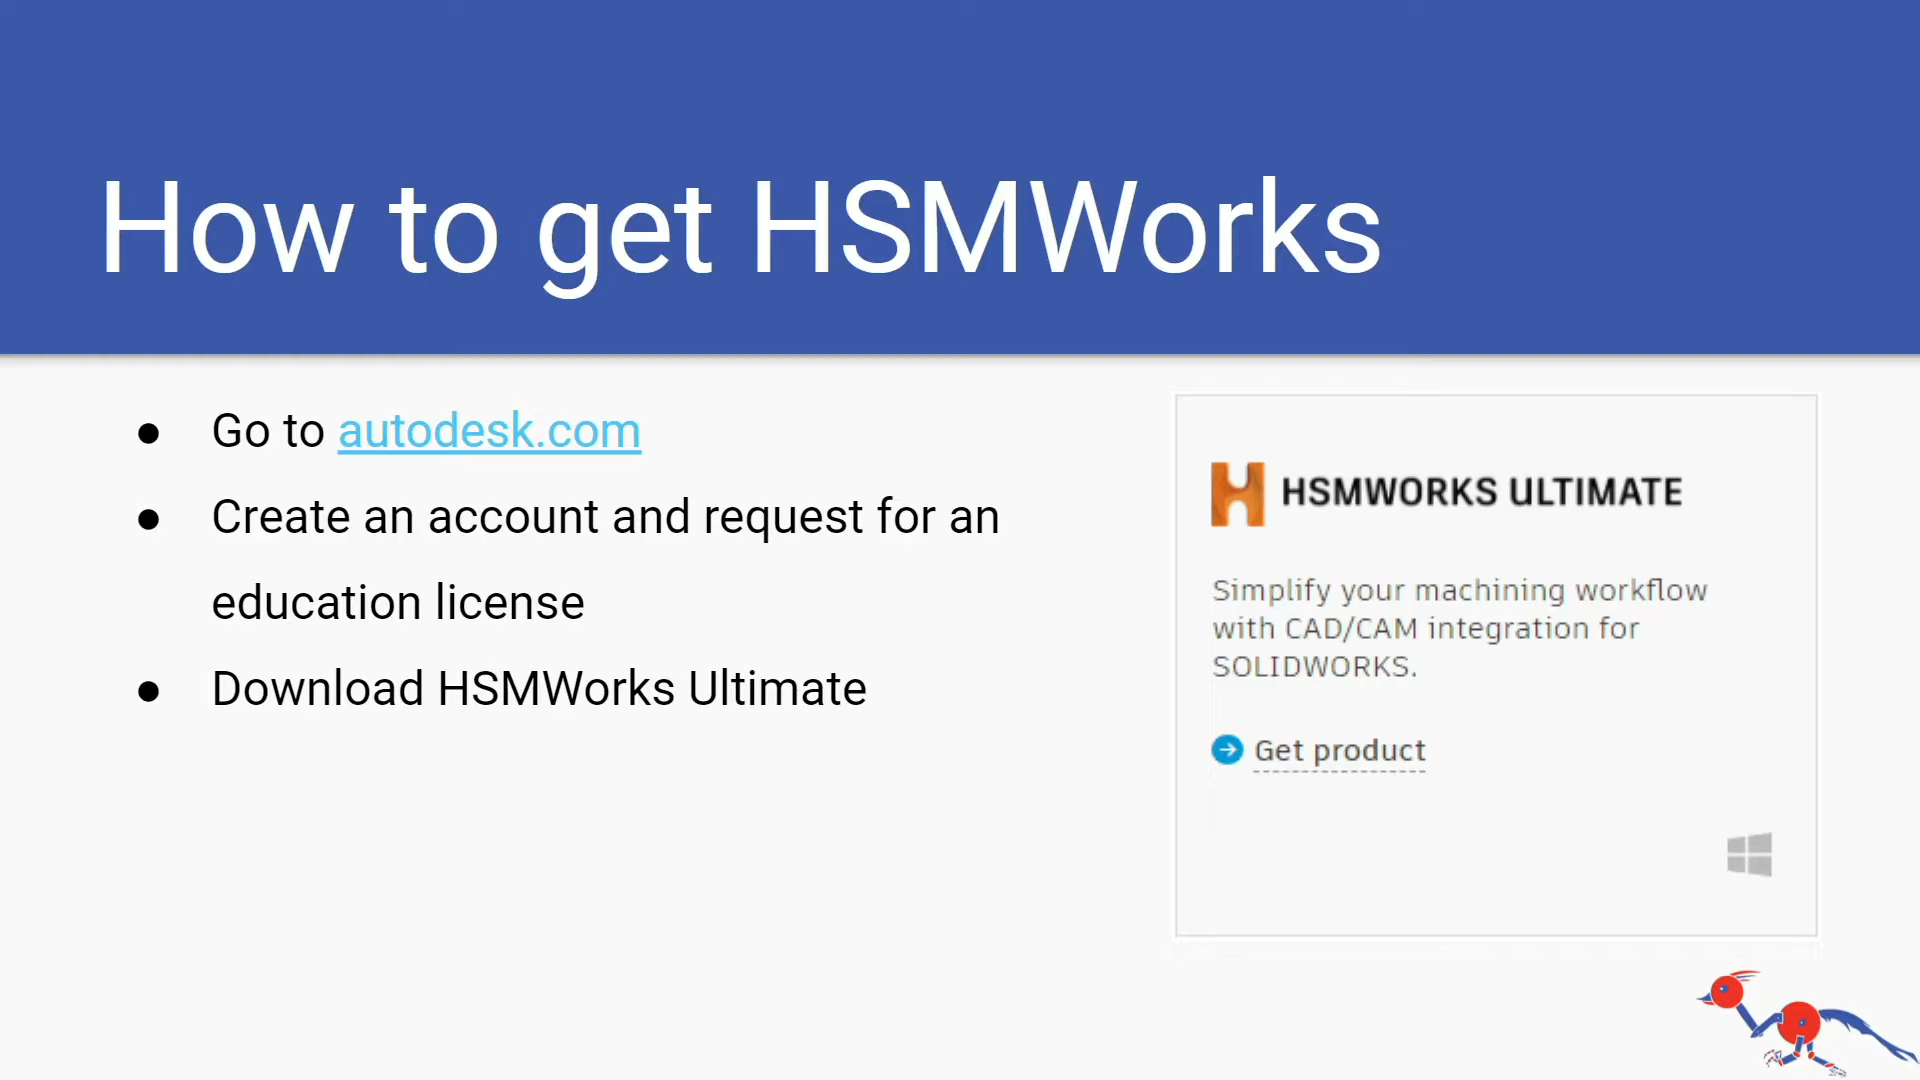 How to get HSMWorks
● Go to autodesk.com
● Create an account and request for an
education license
● Download HSMWorks Ultimate
HSMWORKS ULTIMATE
Simplify your machining workflow
with CAD/CAM integration for
SOLIDWORKS.
Get product